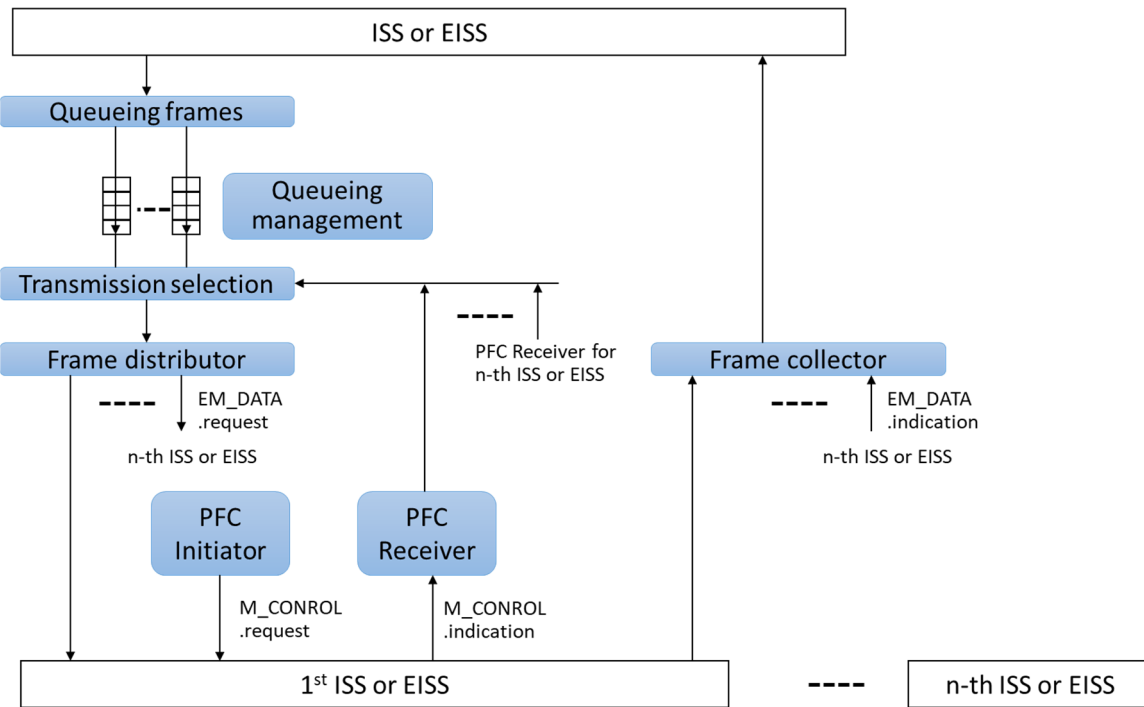 ISS or EISS
Queueing frames
Queueing
management
Transmission selection
PFC Receiver for
n-th ISS or EISS
Frame distributor
Frame collector
EM_DATA
.request
n-th ISS or EISS
EM_DATA
.indication
n-th ISS or EISS
PFC
Initiator
PFC
Receiver
M_CONROL
.request
M_CONROL
.indication
1st ISS or EISS
n-th ISS or EISS